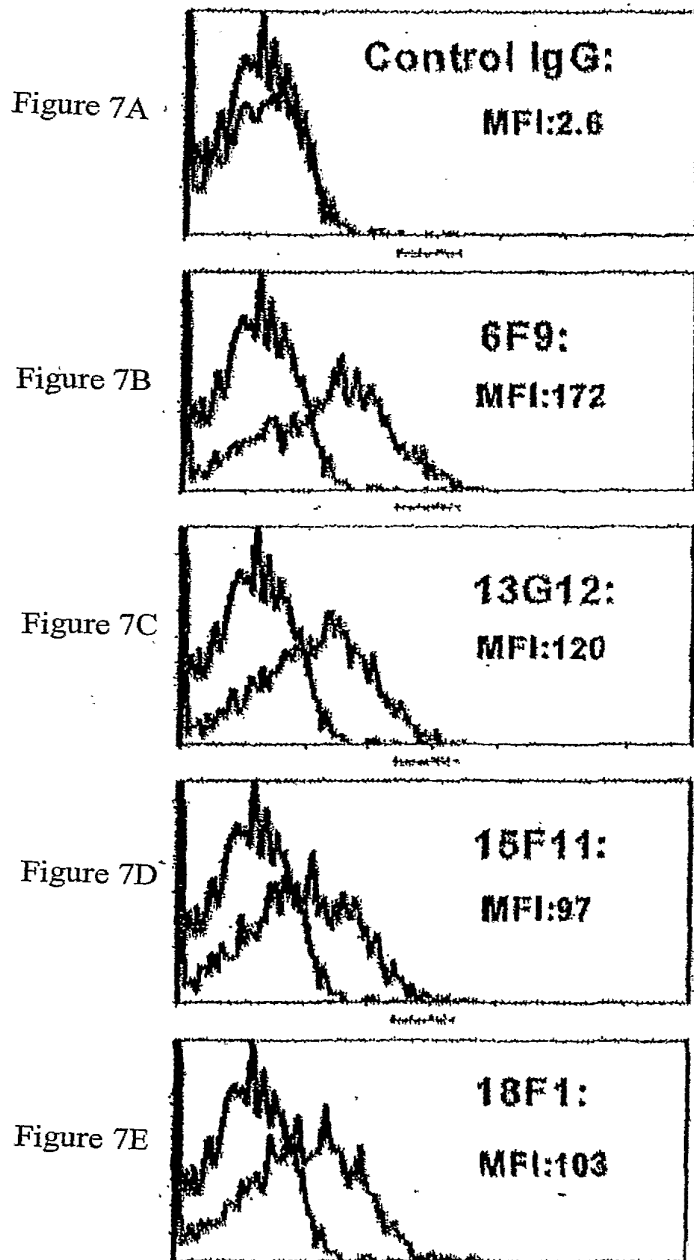 Figure 7A
Control IgG:
MFI:2.6
Figure 7B
6F9:
MFI:172
Figure 7C
13G12:
MFI:120
Figure 7D
15F11:
MFI:97
Figure 7E
18F1:
MFI:103